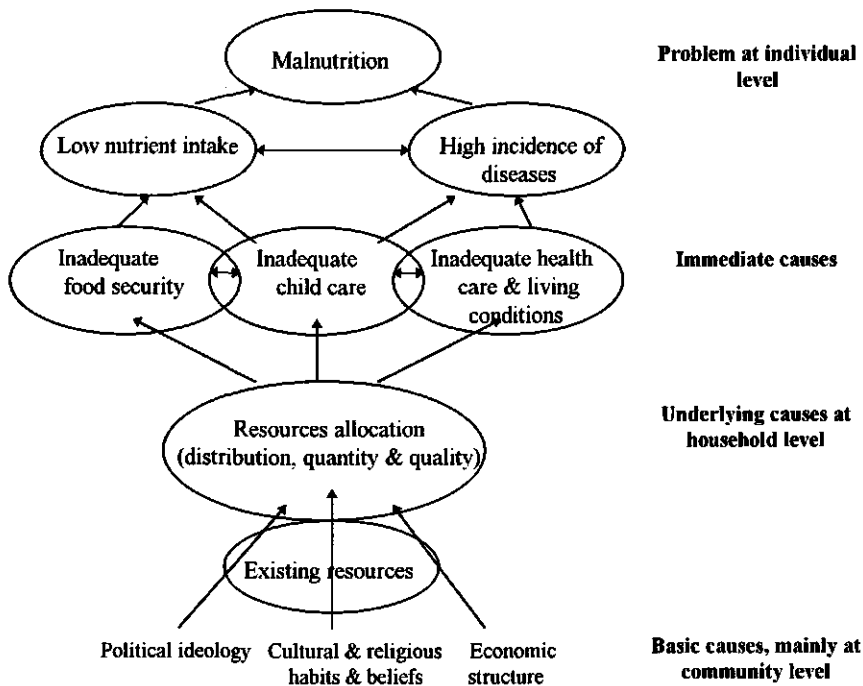 Malnutrition
Problem at individual
level
Low nutrient intake
High incidence of
diseases
Inadequate
food security
Inadequate
child care
Inadequate health
care & living
conditions
Immediate causes
Resources allocation
(distribution, quantity & quality)
Underlying causes at
household level
Existing resources
Political ideology
Cultural & religious
habits & beliefs
Economic
structure
Basic causes, mainly at
community level